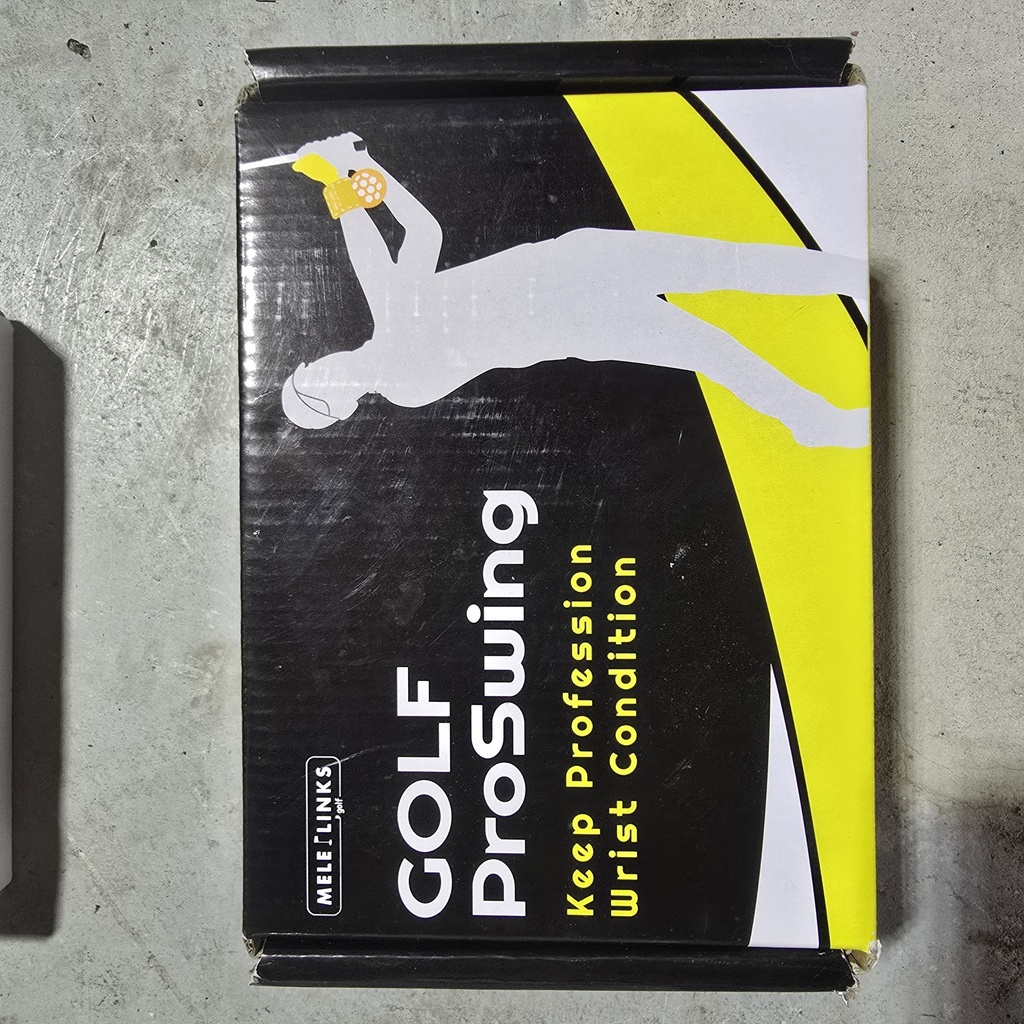 MELE LINKS
golf
GOLF
ProSwing
Keep Profession
Wrist Condition